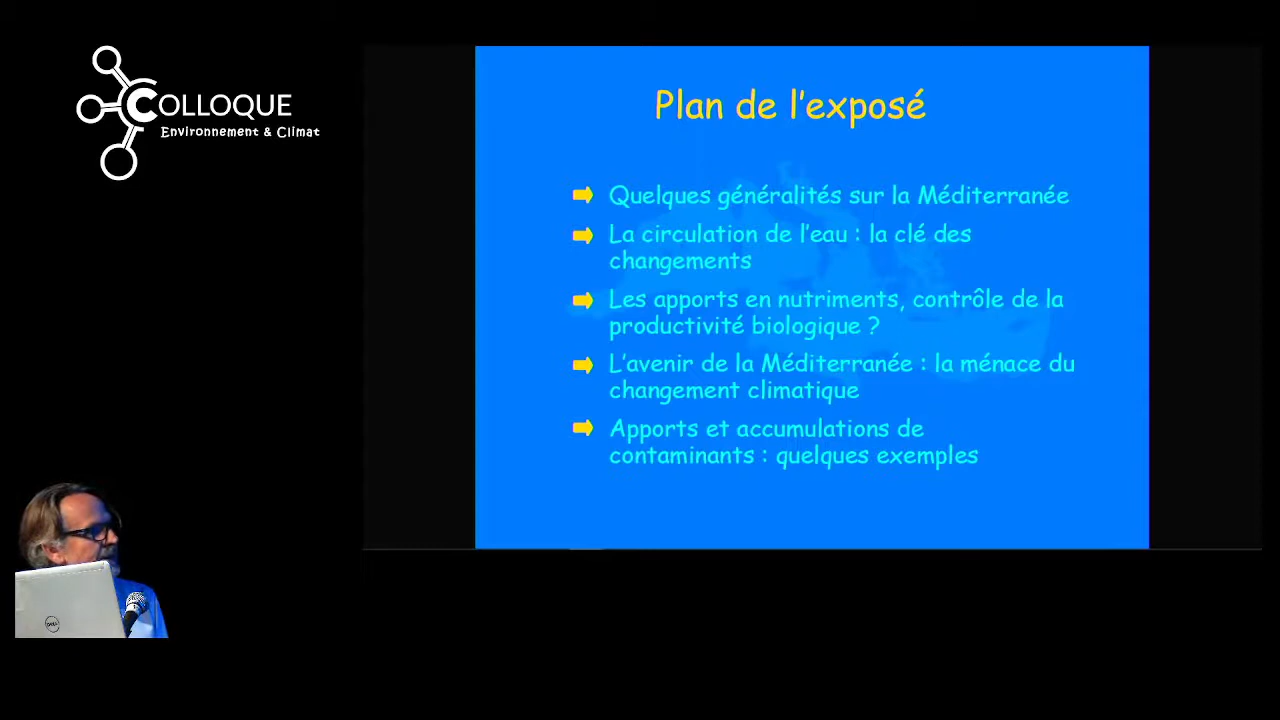 COLLOQUE
Environnement & Climat
Plan de l'exposé
Quelques généralités sur la Méditerranée
La circulation de l'eau : la clé des
changements
Les apports en nutriments, contrôle de la
productivité biologique ?
L'avenir de la Méditerranée : la ménace du
changement climatique
Apports et accumulations de
contaminants : quelques exemples
DELL